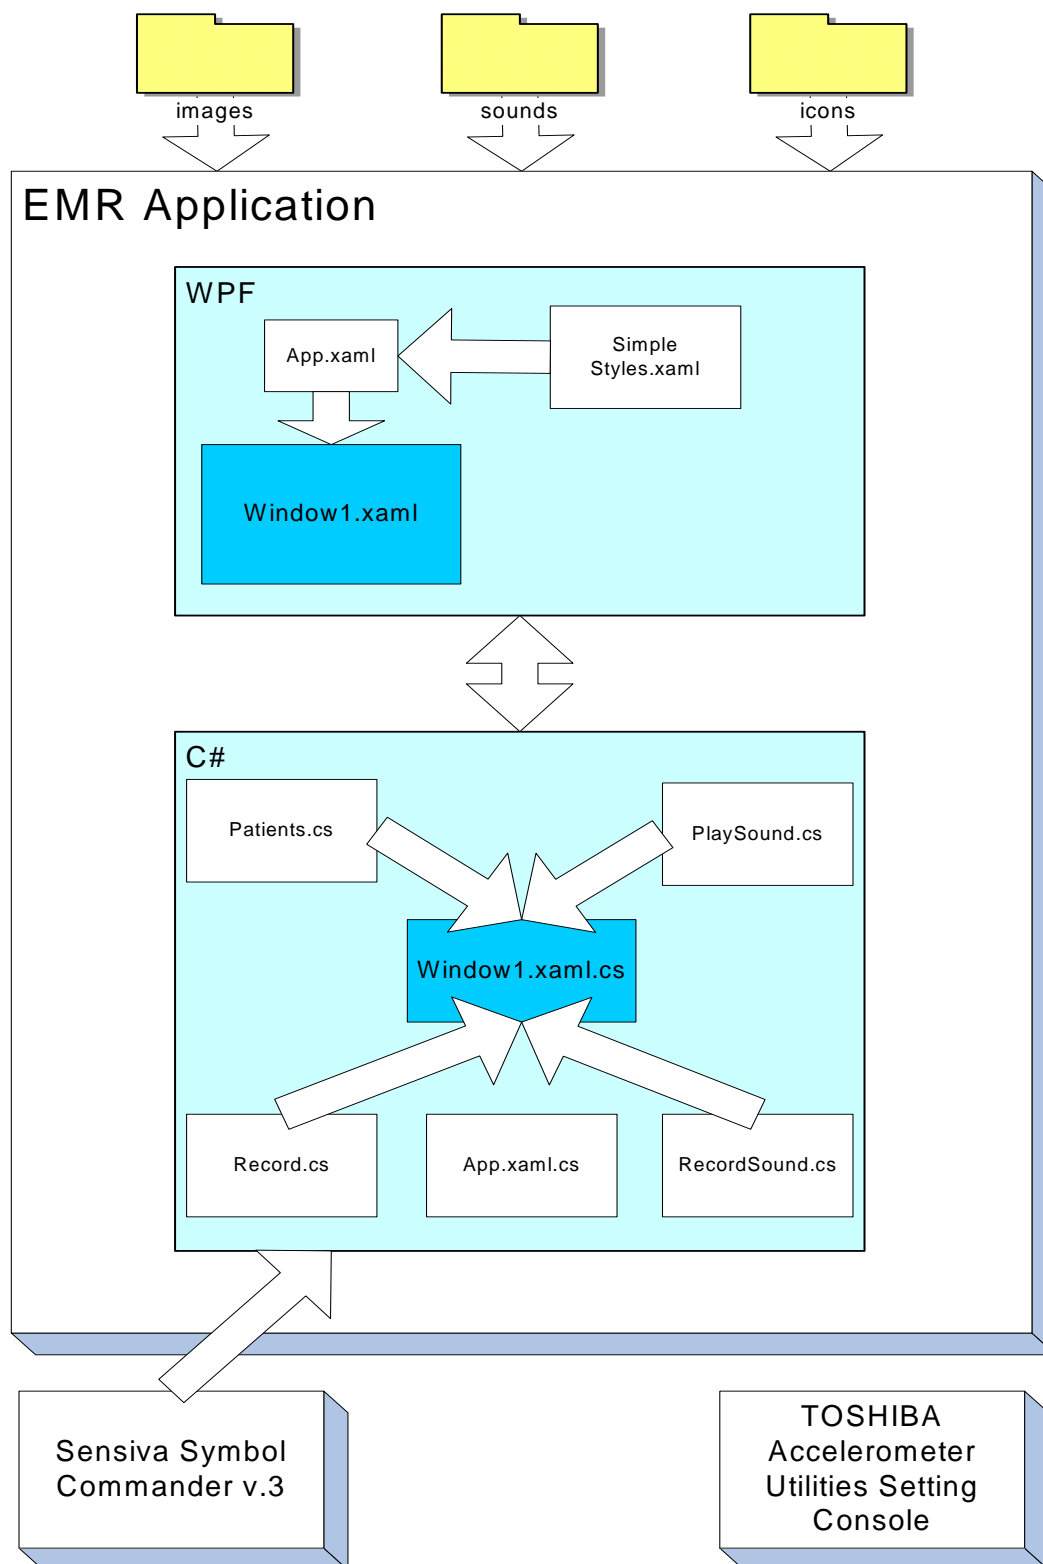 images
sounds
icons
EMR Application
WPF
App.xaml
Simple
Styles.xaml
Window1.xaml
C#
Patients.cs
PlaySound.cs
Window1.xaml.cs
Record.cs
App.xaml.cs
RecordSound.cs
Sensiva Symbol
Commander v.3
TOSHIBA
Accelerometer
Utilities Setting
Console